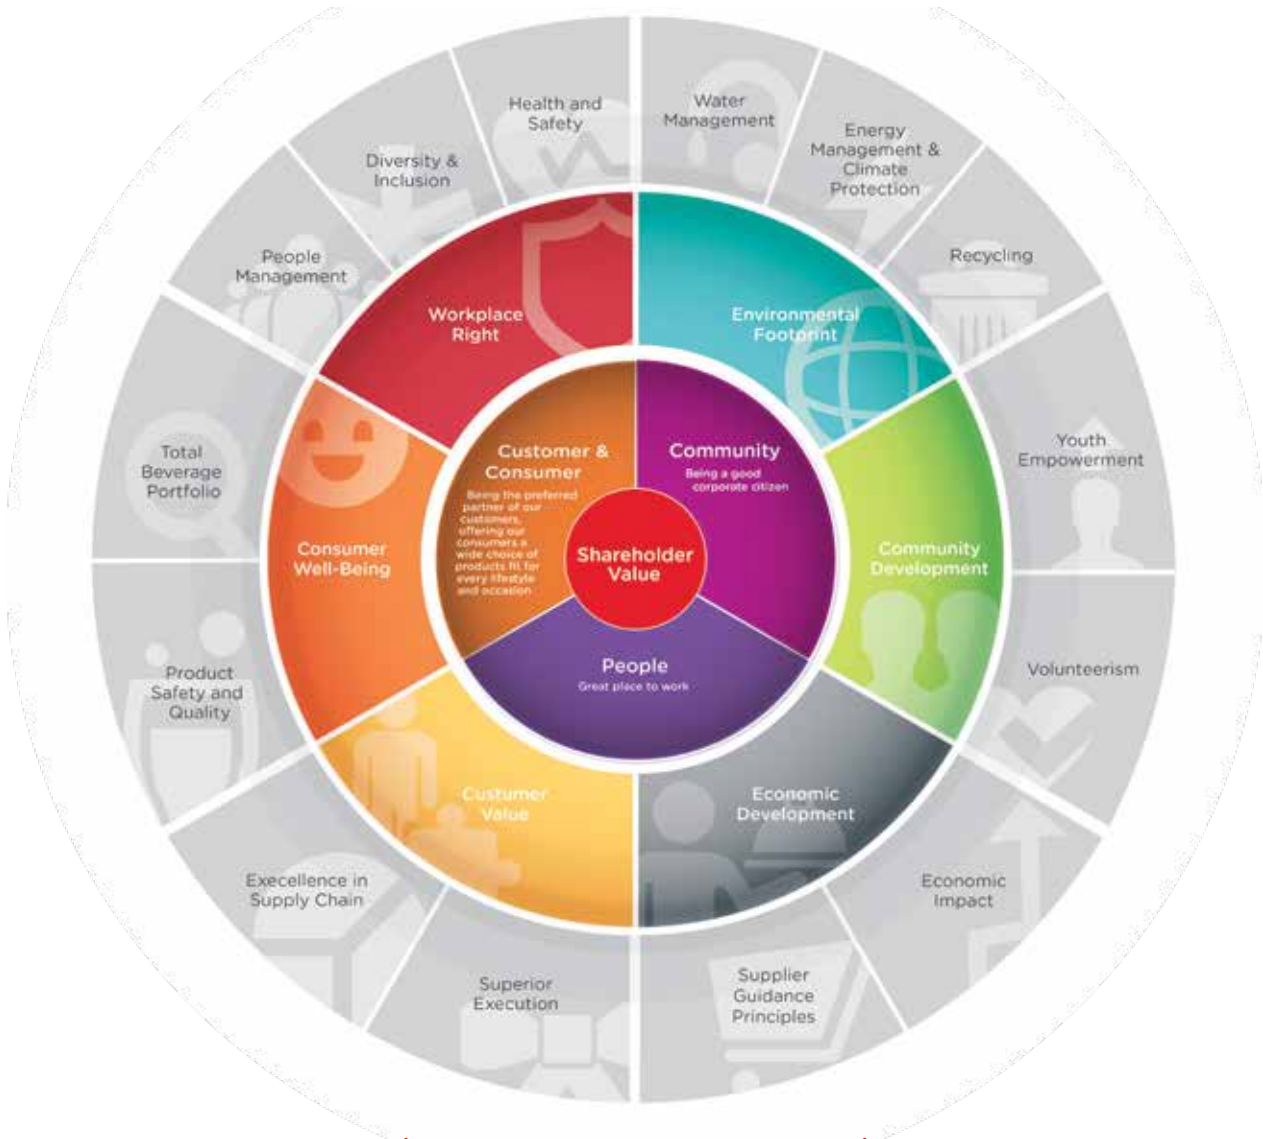 Health and
Safety
Water
Management
Energy
Management &
Climate
Protection
Diversity &
Inclusion
Recycling
People
Management
Workplace
Right
Environmental
Footprint
Total
Beverage
Portfolio
Customer &
Consumer
Being the preferred
partner of our
customers,
offering our
consumers a
wide choice of
products fit for
every lifestyle
and occasion
Community
Being a good
corporate citizen
Youth
Empowerment
Consumer
Well-Being
Shareholder
Value
Community
Development
People
Great place to work
Product
Safety and
Quality
Volunteerism
Custumer
Value
Economic
Development
Execellence in
Supply Chain
Economic
Impact
Superior
Execution
Supplier
Guidance
Principles